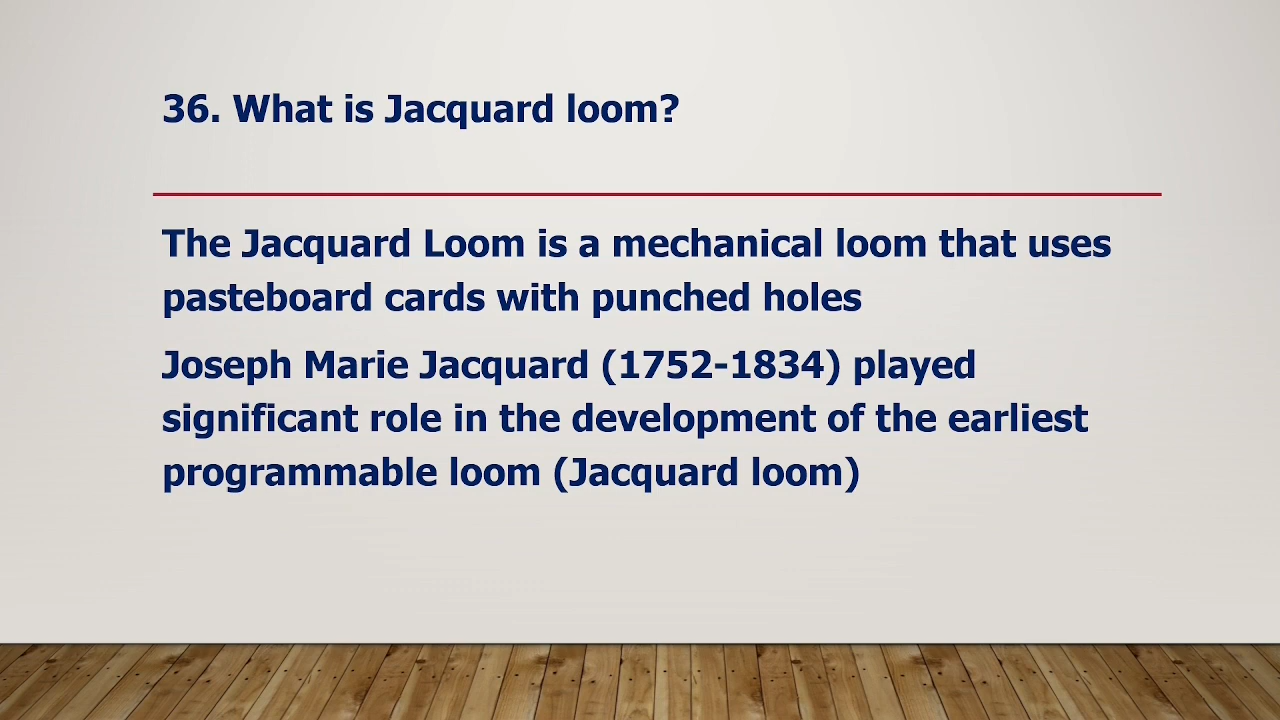 36. What is Jacquard loom?
The Jacquard Loom is a mechanical loom that uses
pasteboard cards with punched holes
Joseph Marie Jacquard (1752-1834) played
significant role in the development of the earliest
programmable loom (Jacquard loom)